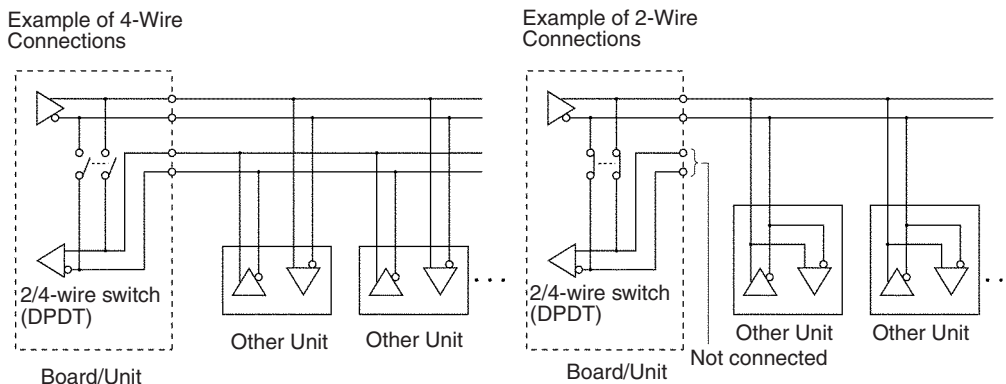 Example of 4-Wire
Connections
2/4-wire switch
(DPDT)
Other Unit
Other Unit
...
Board/Unit
Example of 2-Wire
Connections
2/4-wire switch
(DPDT)
Other Unit
Other Unit
...
Not connected
Board/Unit